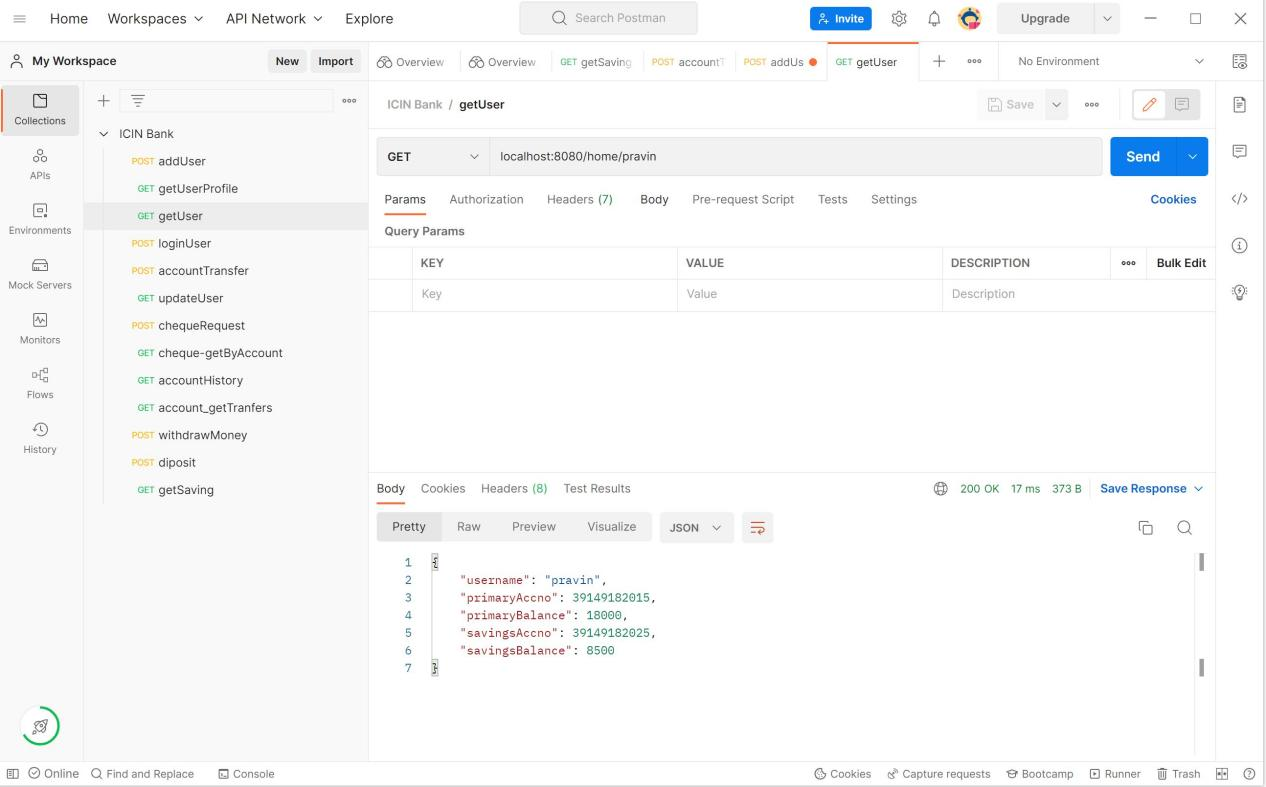 Home Workspaces API Network Explore Search Postman Invite Upgrade
My Workspace New Import Overview Overview GET getSaving POST accountT POST addUs GET getUser No Environment
Collections
APIs
Environments
Mock Servers
Monitors
Flows
History
ICIN Bank
POST addUser
GET getUserProfile
GET getUser
POST loginUser
POST accountTransfer
GET updateUser
POST chequeRequest
GET cheque-getByAccount
GET accountHistory
GET account_getTranfers
POST withdrawMoney
POST diposit
GET getSaving
ICIN Bank / getUser Save
GET localhost:8080/home/pravin Send
Params Authorization Headers (7) Body Pre-request Script Tests Settings Cookies
Query Params
KEY VALUE DESCRIPTION Bulk Edit
Key Value Description
Body Cookies Headers (8) Test Results 200 OK 17 ms 373 B Save Response
Pretty Raw Preview Visualize JSON
1 {
2 "username": "pravin",
3 "primaryAccno": 39149182015,
4 "primaryBalance": 18000,
5 "savingsAccno": 39149182025,
6 "savingsBalance": 8500
7 }
Online Find and Replace Console Cookies Capture requests Bootcamp Runner Trash